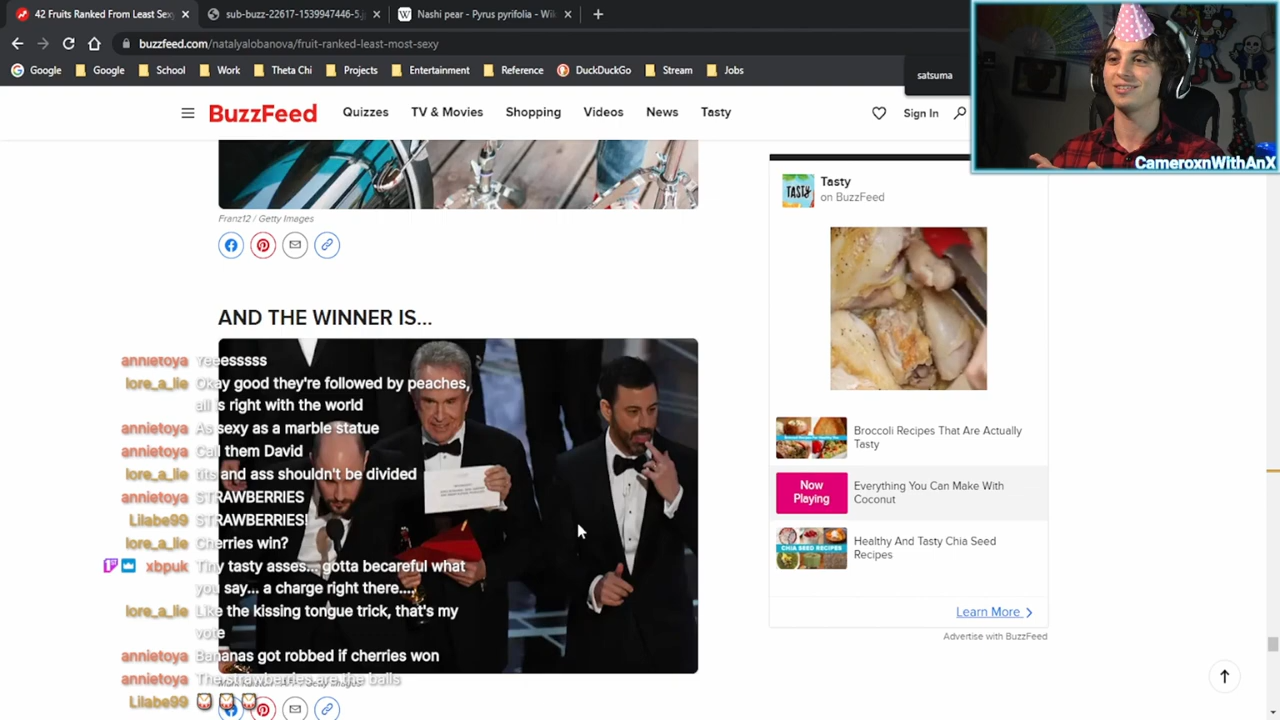 42 Fruits Ranked From Least Sexy
sub-buzz-22617-1539947446-5.j
Nashi pear - Pyrus pyrifolia - Wik
buzzfeed.com/natalyalobanova/fruit-ranked-least-most-sexy
Google Google School Work Theta Chi Projects Entertainment Reference DuckDuckGo Stream Jobs
satsuma
CameroxnWithAnX
BuzzFeed Quizzes TV & Movies Shopping Videos News Tasty Sign In
Franz12 / Getty Images
AND THE WINNER IS...
annietoya Yeeesssss
lore_a_lie Okay good they're followed by peaches,
all is right with the world
annietoya As sexy as a marble statue
annietoya Call them David
lore_a_lie tits and ass shouldn't be divided
annietoya STRAWBERRIES
Lilabe99 STRAWBERRIES!
lore_a_lie Cherries win?
xbpuk Tiny tasty asses... gotta becareful what
you say... a charge right there....
lore_a_lie Like the kissing tongue trick, that's my
vote
annietoya Bananas got robbed if cherries won
annietoya The strawberries are the balls
Lilabe99
TASTY
Tasty
on BuzzFeed
Broccoli Recipes That Are Actually
Tasty
Now
Playing
Everything You Can Make With
Coconut
CHIA SEED RECIPES
Healthy And Tasty Chia Seed
Recipes
Learn More
Advertise with BuzzFeed